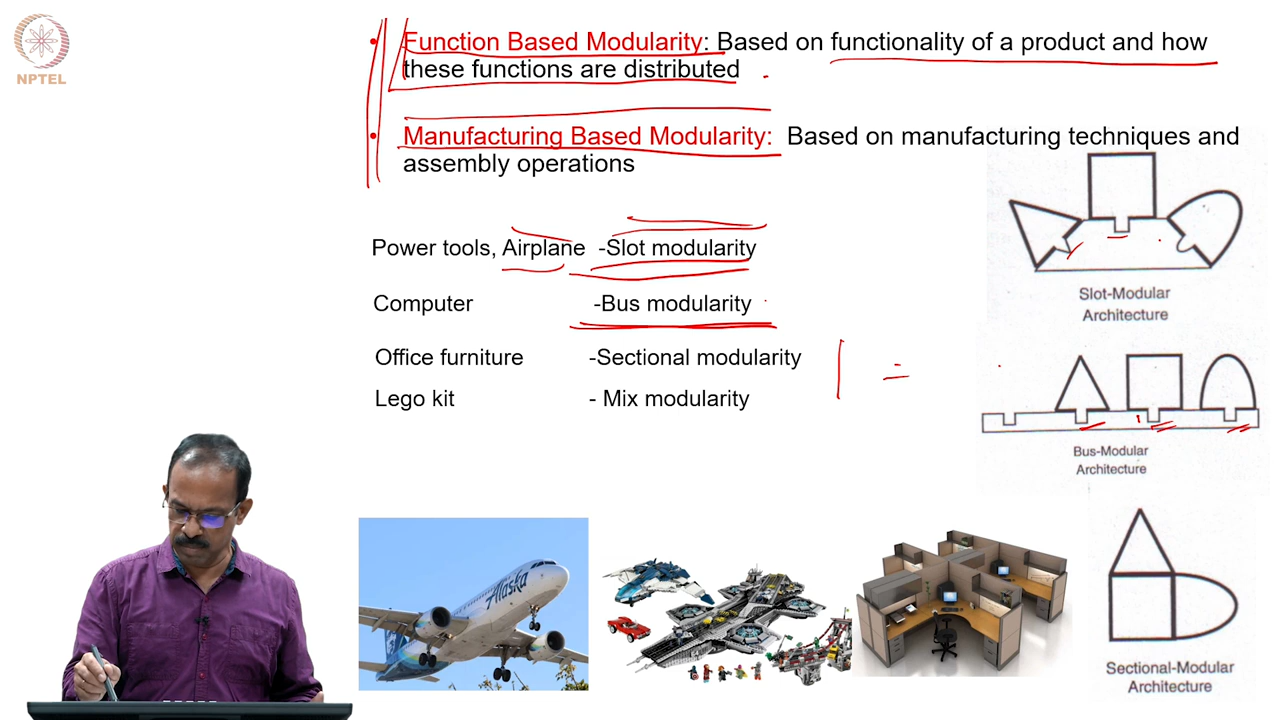 NPTEL
• Function Based Modularity: Based on functionality of a product and how
these functions are distributed
• Manufacturing Based Modularity: Based on manufacturing techniques and
assembly operations
Power tools, Airplane -Slot modularity
Computer -Bus modularity
Office furniture -Sectional modularity
Lego kit - Mix modularity
Slot-Modular
Architecture
Bus-Modular
Architecture
Sectional-Modular
Architecture
Alaska